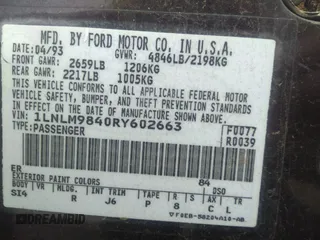 MFD. BY FORD MOTOR CO. IN U.S.A.
DATE: 04/93 GVWR: 4846LB/2198KG
FRONT GAWR: 2659LB 1206KG
REAR GAWR: 2217LB 1005KG
THIS VEHICLE CONFORMS TO ALL APPLICABLE FEDERAL MOTOR
VEHICLE SAFETY AND BUMPER STANDARDS IN EFFECT ON THE
DATE OF MANUFACTURE SHOWN ABOVE.
VIN: 1LNLM9840RY602663
TYPE: PASSENGER
F0077
R0039
ER 84
EXTERIOR PAINT COLORS DSO
VR MLDG INT TRIM TAPE R S AX TR
SI4 R J6 P 8 C L
DREAMBID